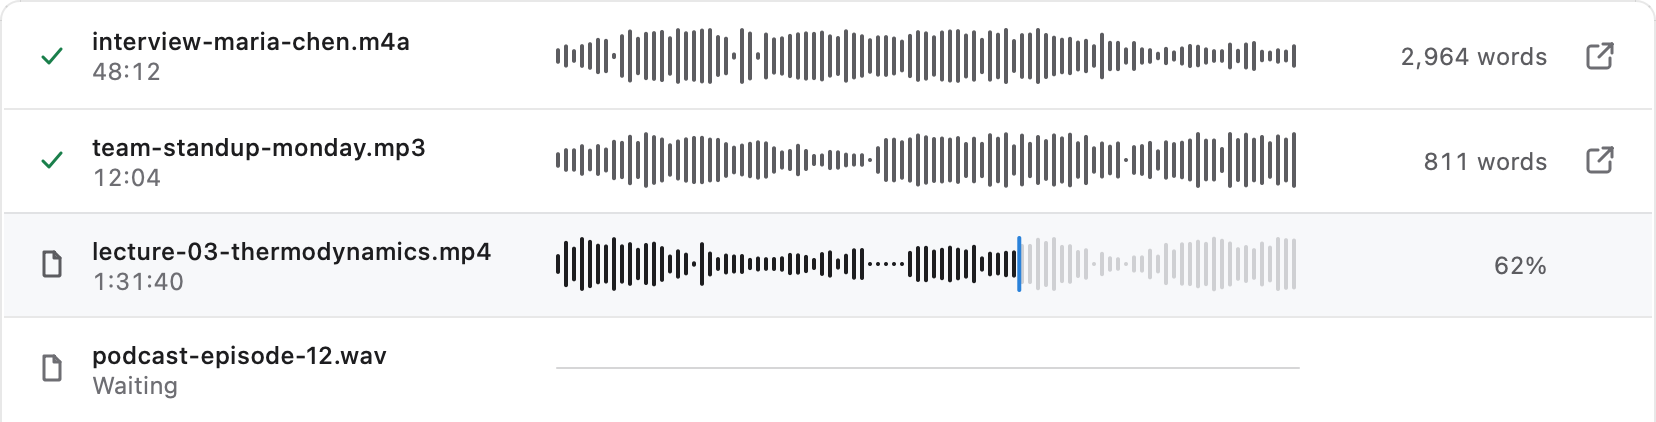 interview-maria-chen.m4a
48:12
2,964 words
team-standup-monday.mp3
12:04
811 words
lecture-03-thermodynamics.mp4
1:31:40
62%
podcast-episode-12.wav
Waiting